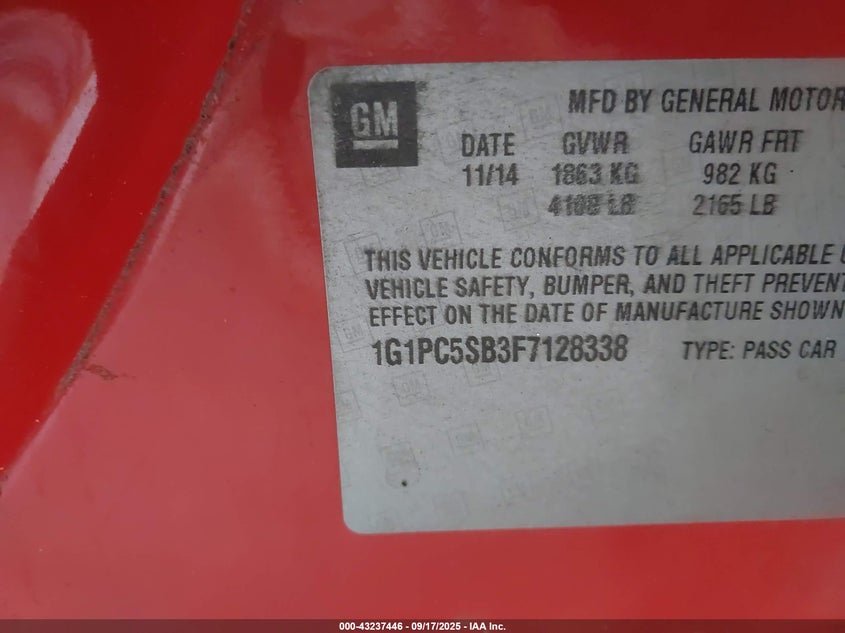 GM
MFD BY GENERAL MOTOR
DATE GVWR GAWR FRT
11/14 1863 KG 982 KG
4108 LB 2165 LB
THIS VEHICLE CONFORMS TO ALL APPLICABLE
VEHICLE SAFETY, BUMPER, AND THEFT PREVENT
EFFECT ON THE DATE OF MANUFACTURE SHOWN
1G1PC5SB3F7128338 TYPE: PASS CAR
000-43237446 - 09/17/2025 - IAA Inc.